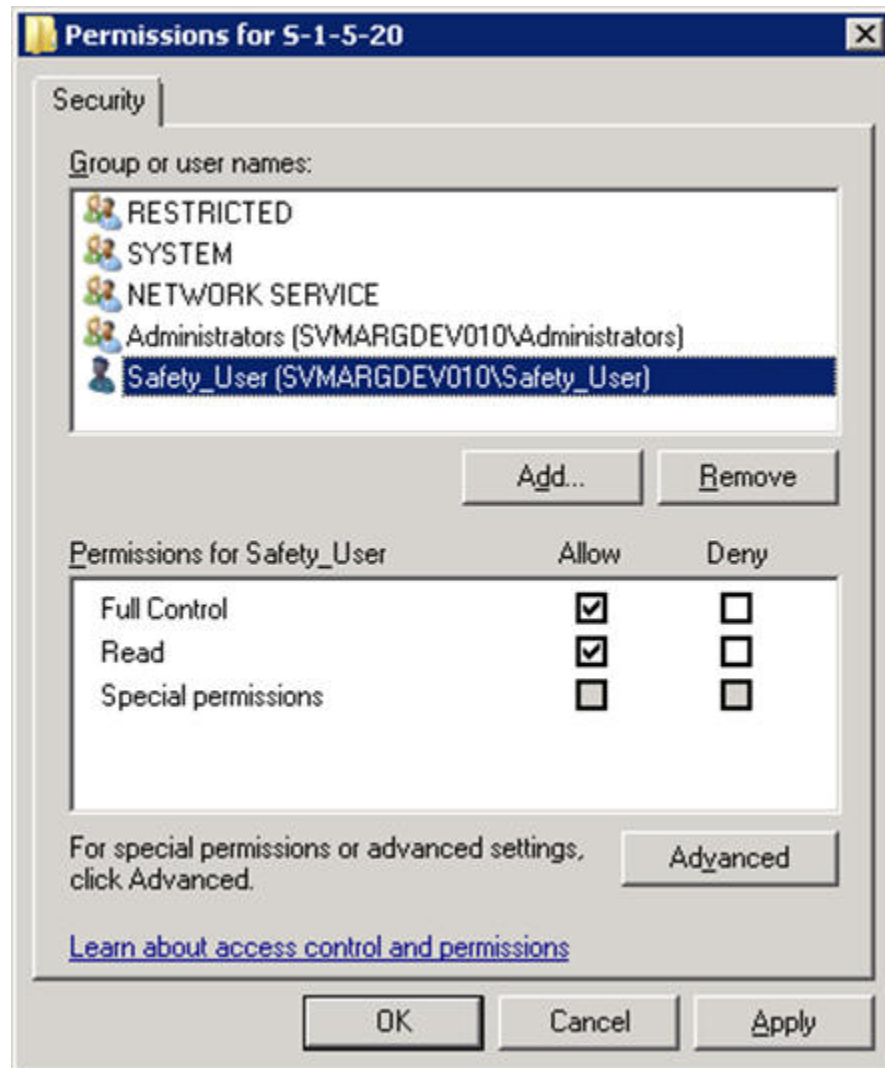 Permissions for S-1-5-20
Security
Group or user names:
RESTRICTED
SYSTEM
NETWORK SERVICE
Administrators (SVMARGDEV010\Administrators)
Safety_User (SVMARGDEV010\Safety_User)
Add... Remove
Permissions for Safety_User Allow Deny
Full Control
Read
Special permissions
For special permissions or advanced settings,
click Advanced.
Advanced
Learn about access control and permissions
OK Cancel Apply